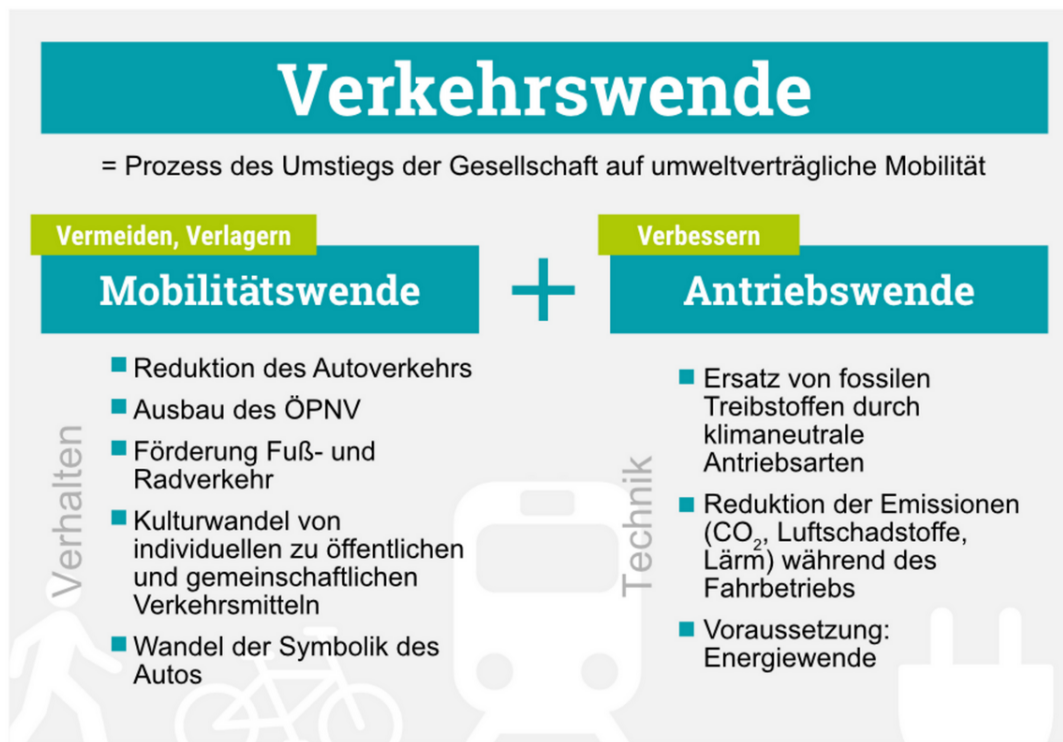 Verkehrswende
= Prozess des Umstiegs der Gesellschaft auf umweltverträgliche Mobilität
Vermeiden, Verlagern
Mobilitätswende
Verhalten
Reduktion des Autoverkehrs
Ausbau des ÖPNV
Förderung Fuß- und
Radverkehr
Kulturwandel von
individuellen zu öffentlichen
und gemeinschaftlichen
Verkehrsmitteln
Wandel der Symbolik des
Autos
+
Verbessern
Antriebswende
Technik
Ersatz von fossilen
Treibstoffen durch
klimaneutrale
Antriebsarten
Reduktion der Emissionen
(CO₂, Luftschadstoffe,
Lärm) während des
Fahrbetriebs
Voraussetzung:
Energiewende